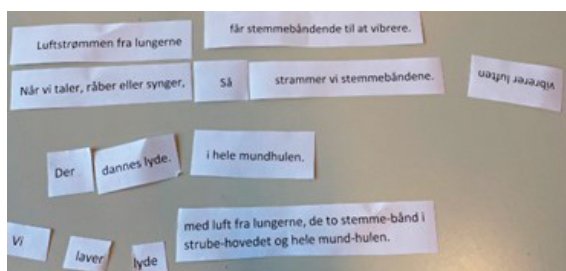 Luftstrømmen fra lungerne får stemmebåndende til at vibrere.
Når vi taler, råber eller synger, Så strammer vi stemmebåndene. vibrerer luften
Der dannes lyde. i hele mundhulen.
Vi laver lyde med luft fra lungerne, de to stemme-bånd i
strube-hovedet og hele mund-hulen.